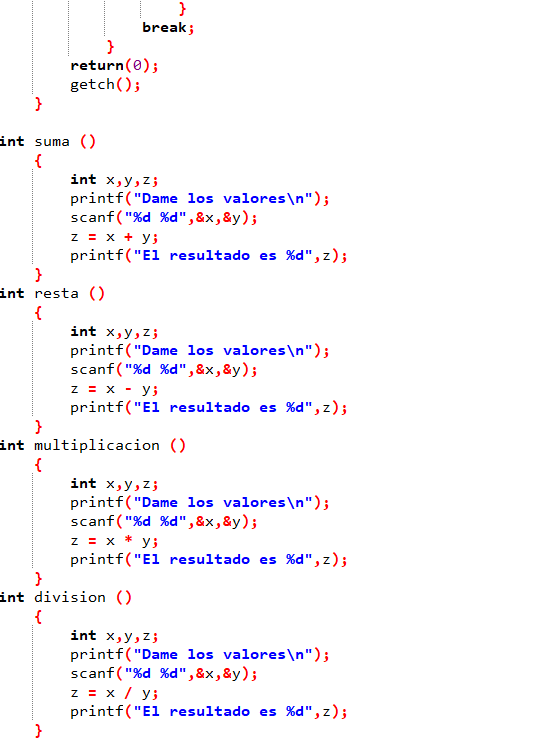 }
break;
}
return(0);
getch();
}
int suma ()
{
int x,y,z;
printf("Dame los valores\n");
scanf("%d %d",&x,&y);
z = x + y;
printf("El resultado es %d",z);
}
int resta ()
{
int x,y,z;
printf("Dame los valores\n");
scanf("%d %d",&x,&y);
z = x - y;
printf("El resultado es %d",z);
}
int multiplicacion ()
{
int x,y,z;
printf("Dame los valores\n");
scanf("%d %d",&x,&y);
z = x * y;
printf("El resultado es %d",z);
}
int division ()
{
int x,y,z;
printf("Dame los valores\n");
scanf("%d %d",&x,&y);
z = x / y;
printf("El resultado es %d",z);
}